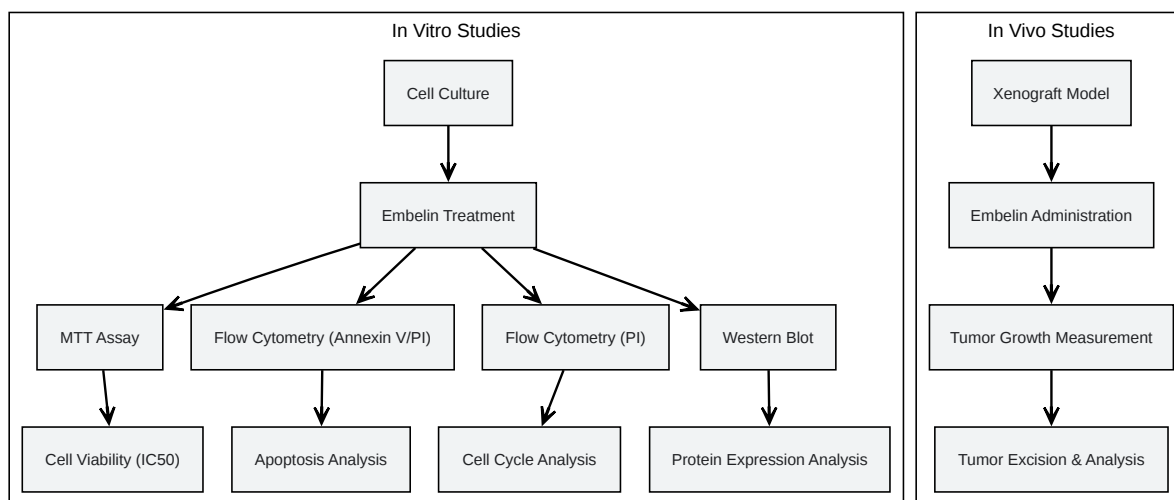 In Vitro Studies
Cell Culture
Embelin Treatment
MTT Assay
Flow Cytometry (Annexin V/PI)
Flow Cytometry (PI)
Western Blot
Cell Viability (IC50)
Apoptosis Analysis
Cell Cycle Analysis
Protein Expression Analysis
In Vivo Studies
Xenograft Model
Embelin Administration
Tumor Growth Measurement
Tumor Excision & Analysis